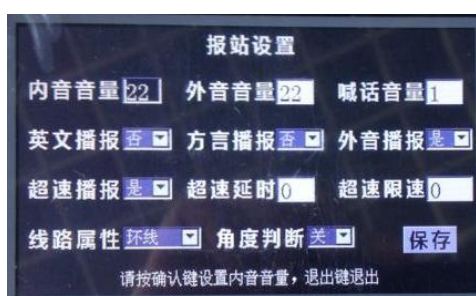 报站设置
内音音量 22 外音音量 22 喊话音量 1
英文播报 否 方言播报 否 外音播报 是
超速播报 是 超速延时 0 超速限速 0
线路属性 环线 角度判断 关 保存
请按确认键设置内音音量，退出键退出